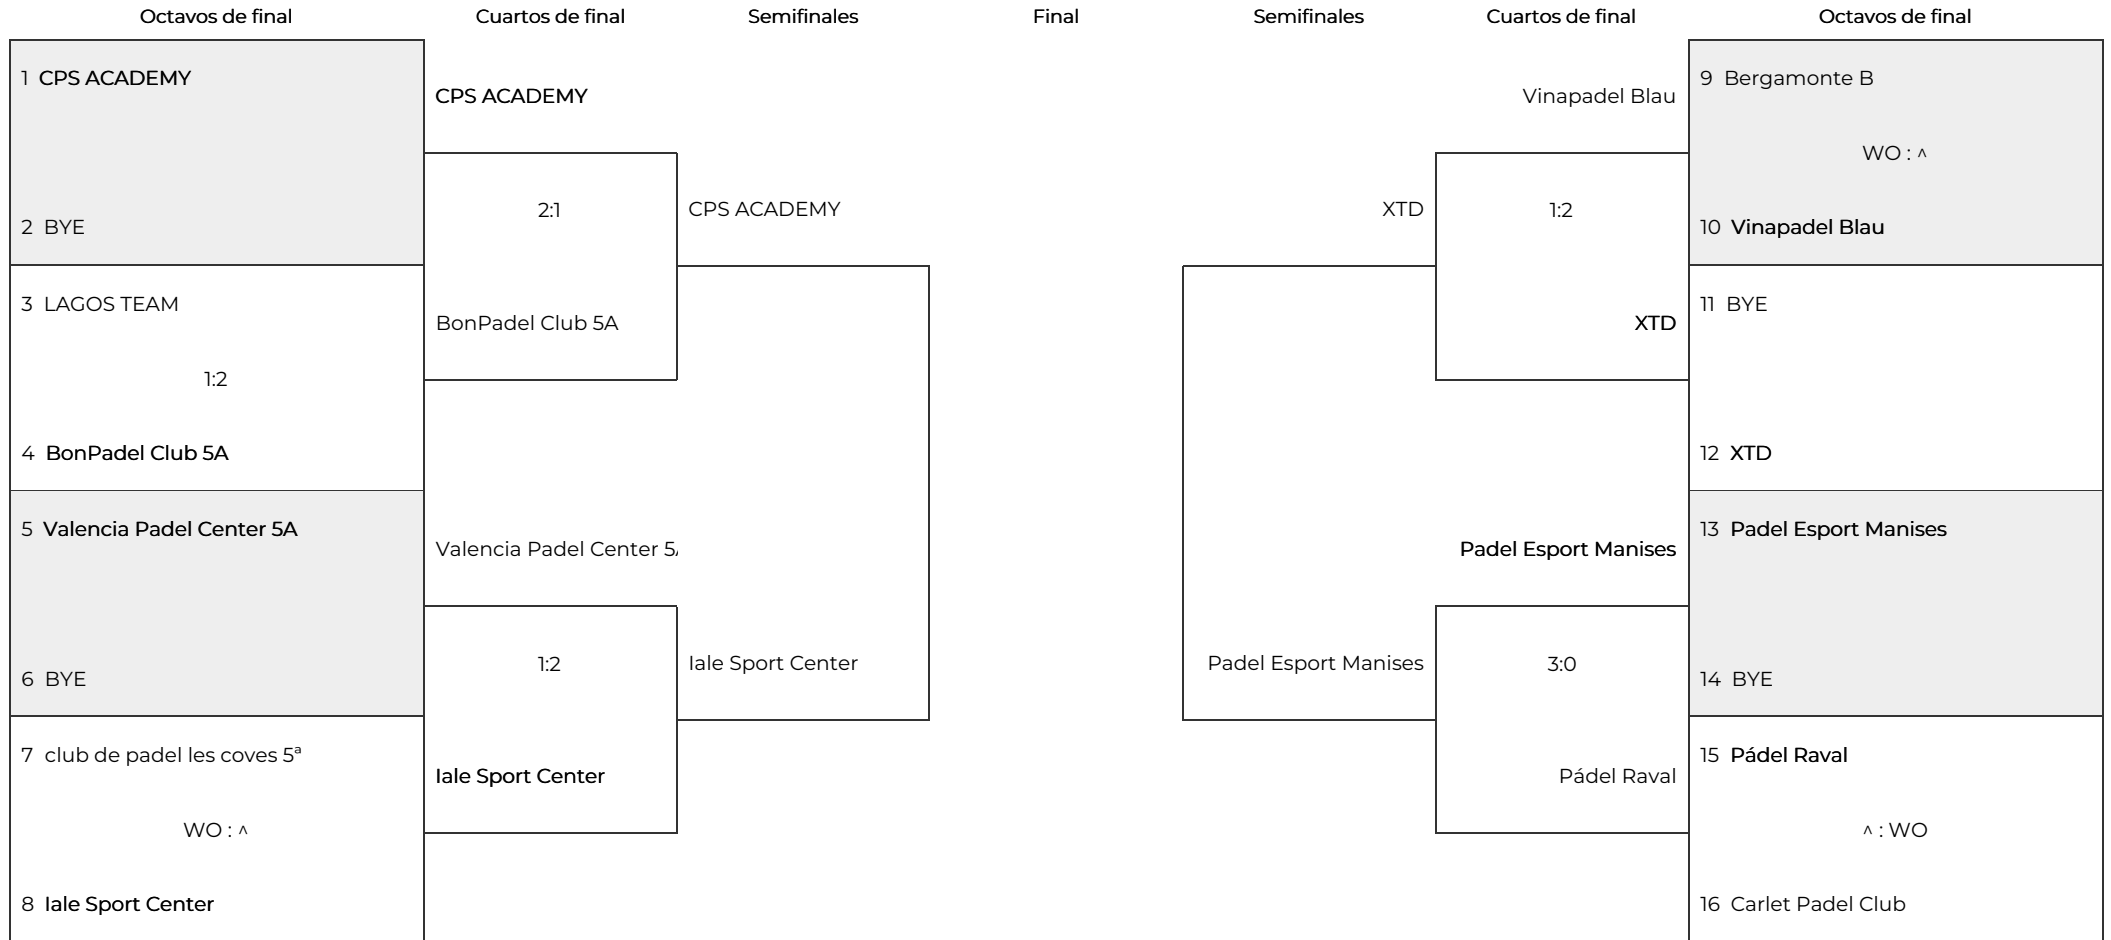 Octavos de final
Cuartos de final
Semifinales
Final
Semifinales
Cuartos de final
Octavos de final
1 CPS ACADEMY
2 BYE
3 LAGOS TEAM
1:2
4 BonPadel Club 5A
5 Valencia Padel Center 5A
6 BYE
7 club de padel les coves 5ª
WO : ^
8 Iale Sport Center
CPS ACADEMY
2:1
BonPadel Club 5A
Valencia Padel Center 5
1:2
Iale Sport Center
CPS ACADEMY
Iale Sport Center
XTD
Padel Esport Manises
Vinapadel Blau
1:2
XTD
Padel Esport Manises
3:0
Pádel Raval
9 Bergamonte B
WO : ^
10 Vinapadel Blau
11 BYE
12 XTD
13 Padel Esport Manises
14 BYE
15 Pádel Raval
^ : WO
16 Carlet Padel Club